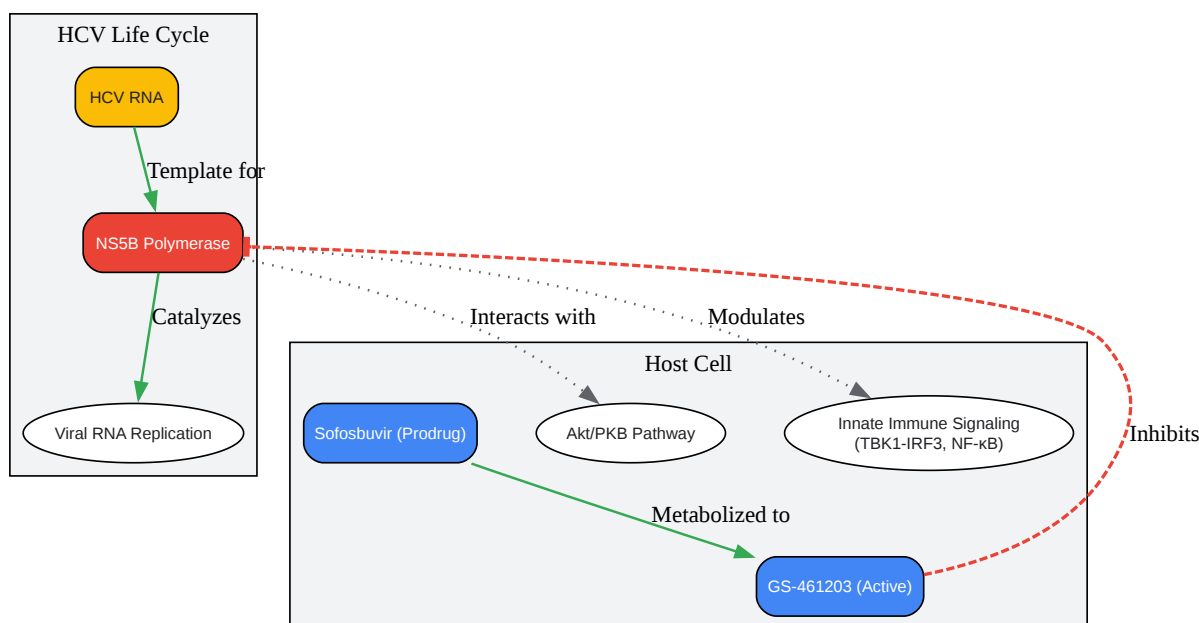 HCV Life Cycle
HCV RNA
Template for
NS5B Polymerase
Catalyzes
Interacts with
Modulates
Host Cell
Viral RNA Replication
Sofosbuvir (Prodrug)
Akt/PKB Pathway
Innate Immune Signaling
(TBK1-IRF3, NF-κB)
Inhibits
Metabolized to
GS-461203 (Active)